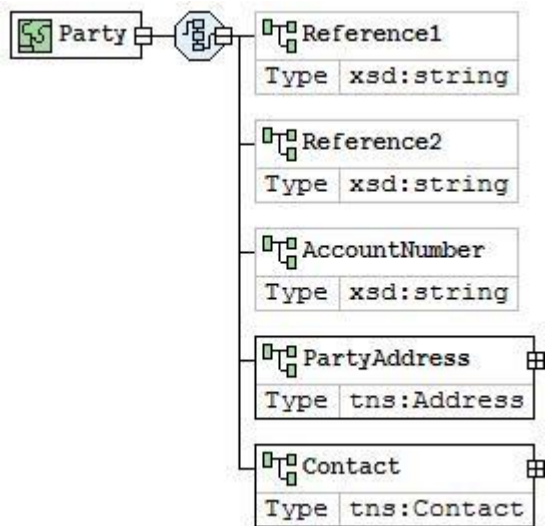 Party
Reference1
Type xsd:string
Reference2
Type xsd:string
AccountNumber
Type xsd:string
PartyAddress
Type tns:Address
Contact
Type tns:Contact